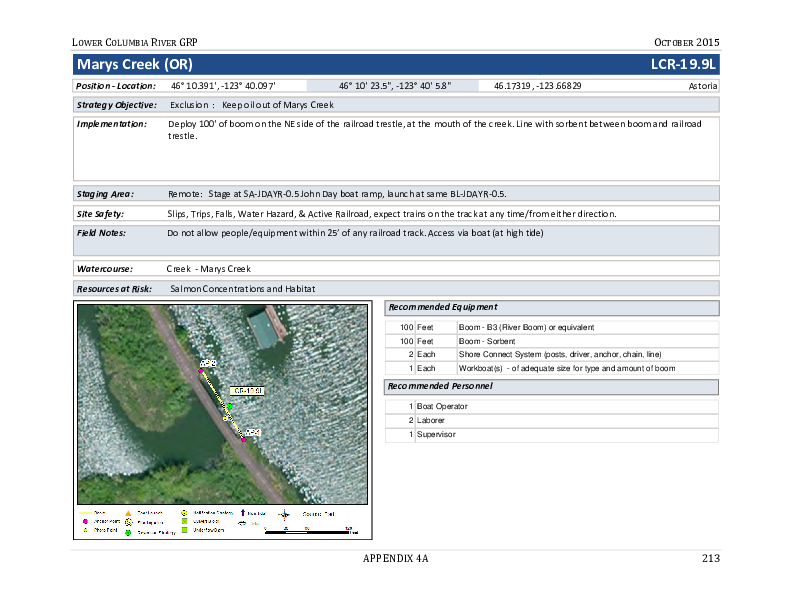 LOWER COLUMBIA RIVER GRP OCTOBER 2015
Marys Creek (OR) LCR-19.9L
Position - Location: 46° 10.391', -123° 40.097' 46° 10' 23.5", -123° 40' 5.8" 46.17319, -123.66829 Astoria
Strategy Objective: Exclusion : Keep oil out of Marys Creek
Implementation: Deploy 100' of boom on the NE side of the railroad trestle, at the mouth of the creek. Line with sorbent between boom and railroad
trestle.
Staging Area: Remote: Stage at SA-JDAYR-0.5 John Day boat ramp, launch at same BL-JDAYR-0.5.
Site Safety: Slips, Trips, Falls, Water Hazard, & Active Railroad, expect trains on the track at any time/from either direction.
Field Notes: Do not allow people/equipment within 25' of any railroad track. Access via boat (at high tide)
Watercourse: Creek - Marys Creek
Resources at Risk: Salmon Concentrations and Habitat
LCR-19.9L
Recommended Equipment
100 Feet Boom - B3 (River Boom) or equivalent
100 Feet Boom - Sorbent
2 Each Shore Connect System (posts, driver, anchor, chain, line)
1 Each Workboat(s) - of adequate size for type and amount of boom
Recommended Personnel
1 Boat Operator
2 Laborer
1 Supervisor
Anchor Point
Photo Point
APPENDIX 4A 213